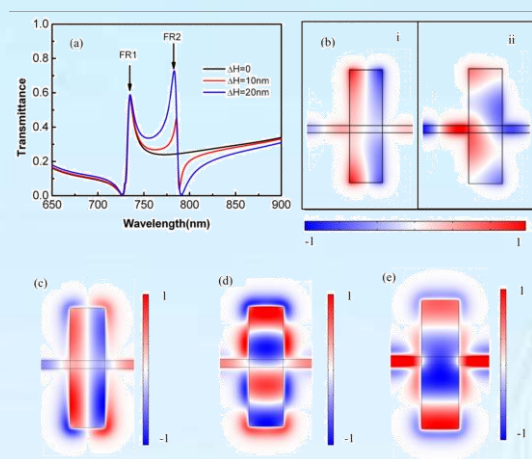 (a)
FR1
FR2
ΔH=0
ΔH=10nm
ΔH=20nm
Transmittance
1.0
0.8
0.6
0.4
0.2
0.0
650
700
750
800
850
900
Wavelength(nm)
(b)
i
ii
-1
1
(c)
1
-1
(d)
1
-1
(e)
1
-1